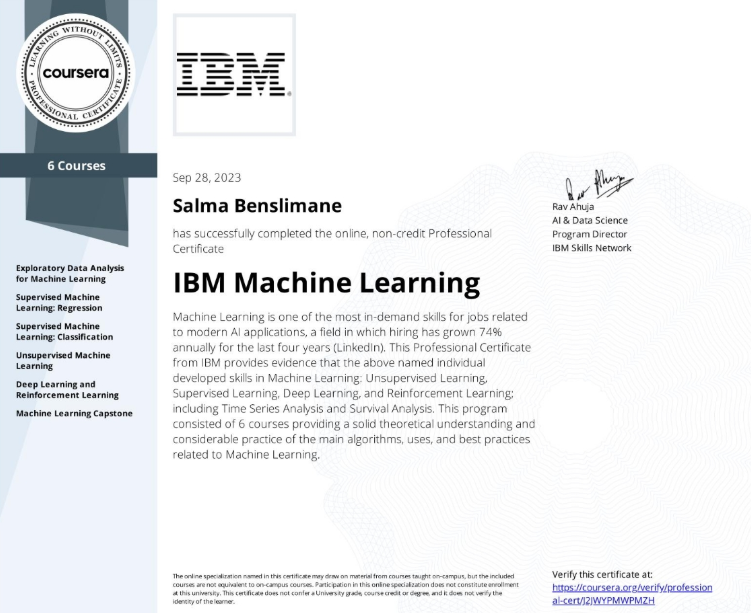 LEARNING WITHOUT LIMITS
coursera
PROFESSIONAL CERTIFICATE
6 Courses
Exploratory Data Analysis
for Machine Learning
Supervised Machine
Learning: Regression
Supervised Machine
Learning: Classification
Unsupervised Machine
Learning
Deep Learning and
Reinforcement Learning
Machine Learning Capstone
IBM®
Sep 28, 2023
Salma Benslimane
has successfully completed the online, non-credit Professional
Certificate
IBM Machine Learning
Machine Learning is one of the most in-demand skills for jobs related
to modern AI applications, a field in which hiring has grown 74%
annually for the last four years (LinkedIn). This Professional Certificate
from IBM provides evidence that the above named individual
developed skills in Machine Learning: Unsupervised Learning,
Supervised Learning, Deep Learning, and Reinforcement Learning;
including Time Series Analysis and Survival Analysis. This program
consisted of 6 courses providing a solid theoretical understanding and
considerable practice of the main algorithms, uses, and best practices
related to Machine Learning.
Rav Ahuja
Rav Ahuja
AI & Data Science
Program Director
IBM Skills Network
The online specialization named in this certificate may draw on material from courses taught on-campus, but the included
courses are not equivalent to on-campus courses. Participation in this online specialization does not constitute enrollment
at this university. This certificate does not confer a University grade, course credit or degree, and it does not verify the
identity of the learner.
Verify this certificate at:
https://coursera.org/verify/profession
al-cert/J2JWYPMWPMZH